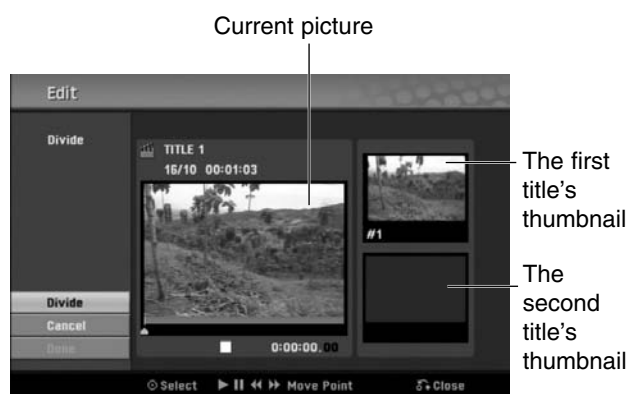 Current picture
Edit
Divide
TITLE 1
16/10 00:01:03
#1
The first
title's
thumbnail
The
second
title's
thumbnail
Divide
Cancel
Done
0:00:00.00
Select
Move Point
Close